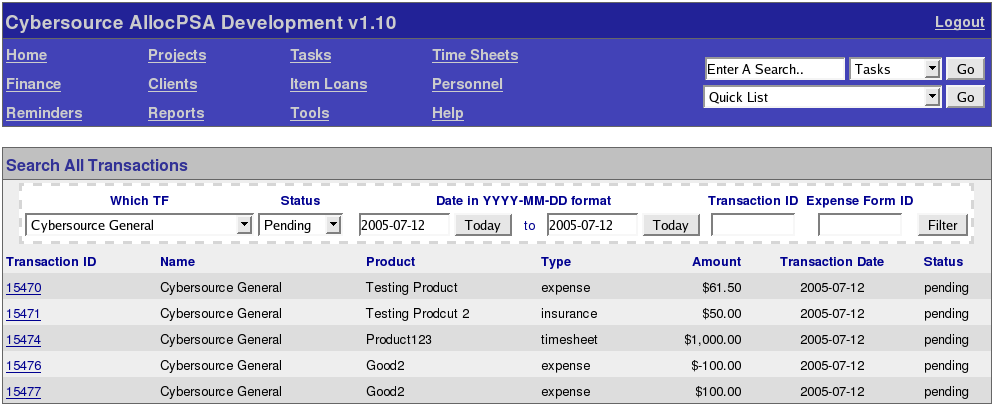 Cybersource AllocPSA Development v1.10 Logout
Home Projects Tasks Time Sheets
Enter A Search.. Tasks Go
Finance Clients Item Loans Personnel
Quick List Go
Reminders Reports Tools Help
Search All Transactions
Which TF Status Date in YYYY-MM-DD format Transaction ID Expense Form ID
Cybersource General Pending 2005-07-12 Today to 2005-07-12 Today Filter
Transaction ID Name Product Type Amount Transaction Date Status
15470 Cybersource General Testing Product expense $61.50 2005-07-12 pending
15471 Cybersource General Testing Prodcut 2 insurance $50.00 2005-07-12 pending
15474 Cybersource General Product123 timesheet $1,000.00 2005-07-12 pending
15476 Cybersource General Good2 expense $-100.00 2005-07-12 pending
15477 Cybersource General Good2 expense $100.00 2005-07-12 pending